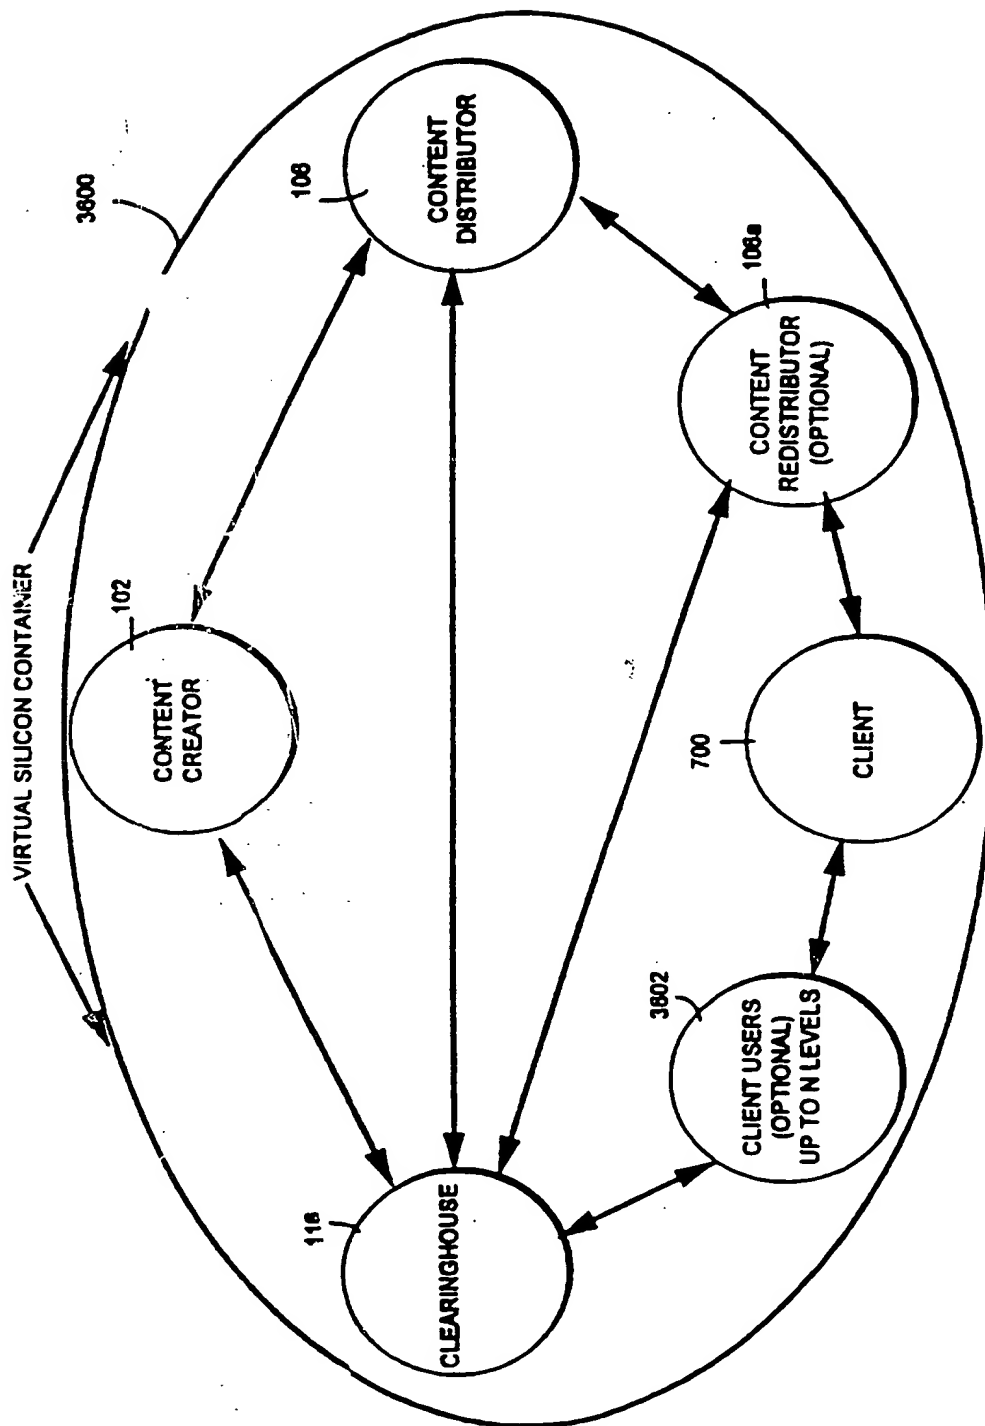 VIRTUAL SILICON CONTAINER
3600
102
CONTENT
CREATOR
106
CONTENT
DISTRIBUTOR
116
CLEARINGHOUSE
106a
CONTENT
REDISTRIBUTOR
(OPTIONAL)
3602
CLIENT USERS
(OPTIONAL)
UP TO N LEVELS
700
CLIENT